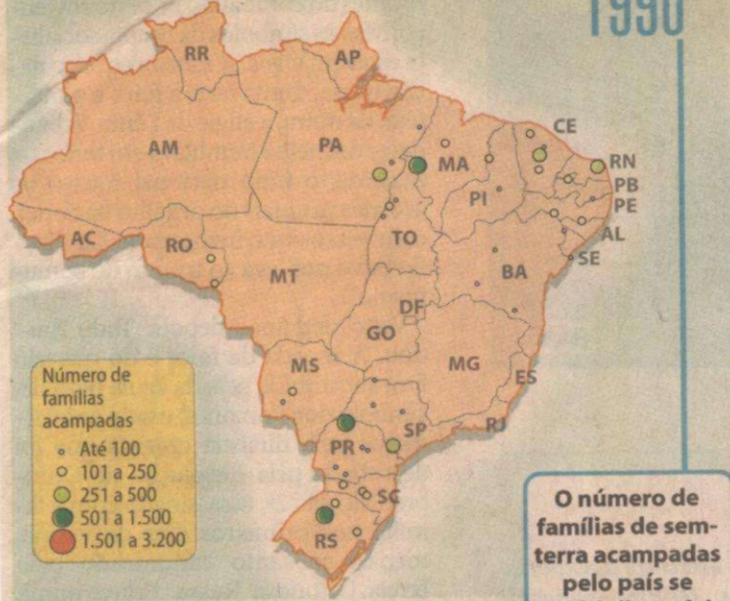 1990
RR
AP
AM
PA
MA
CE
RN
PB
PE
AL
SE
PI
TO
AC
RO
MT
BA
DF
GO
MG
ES
MS
SP
RJ
PR
SC
RS
Número de
famílias
acampadas
Até 100
101 a 250
251 a 500
501 a 1.500
1.501 a 3.200
O número de
famílias de sem-
terra acampadas
pelo país se